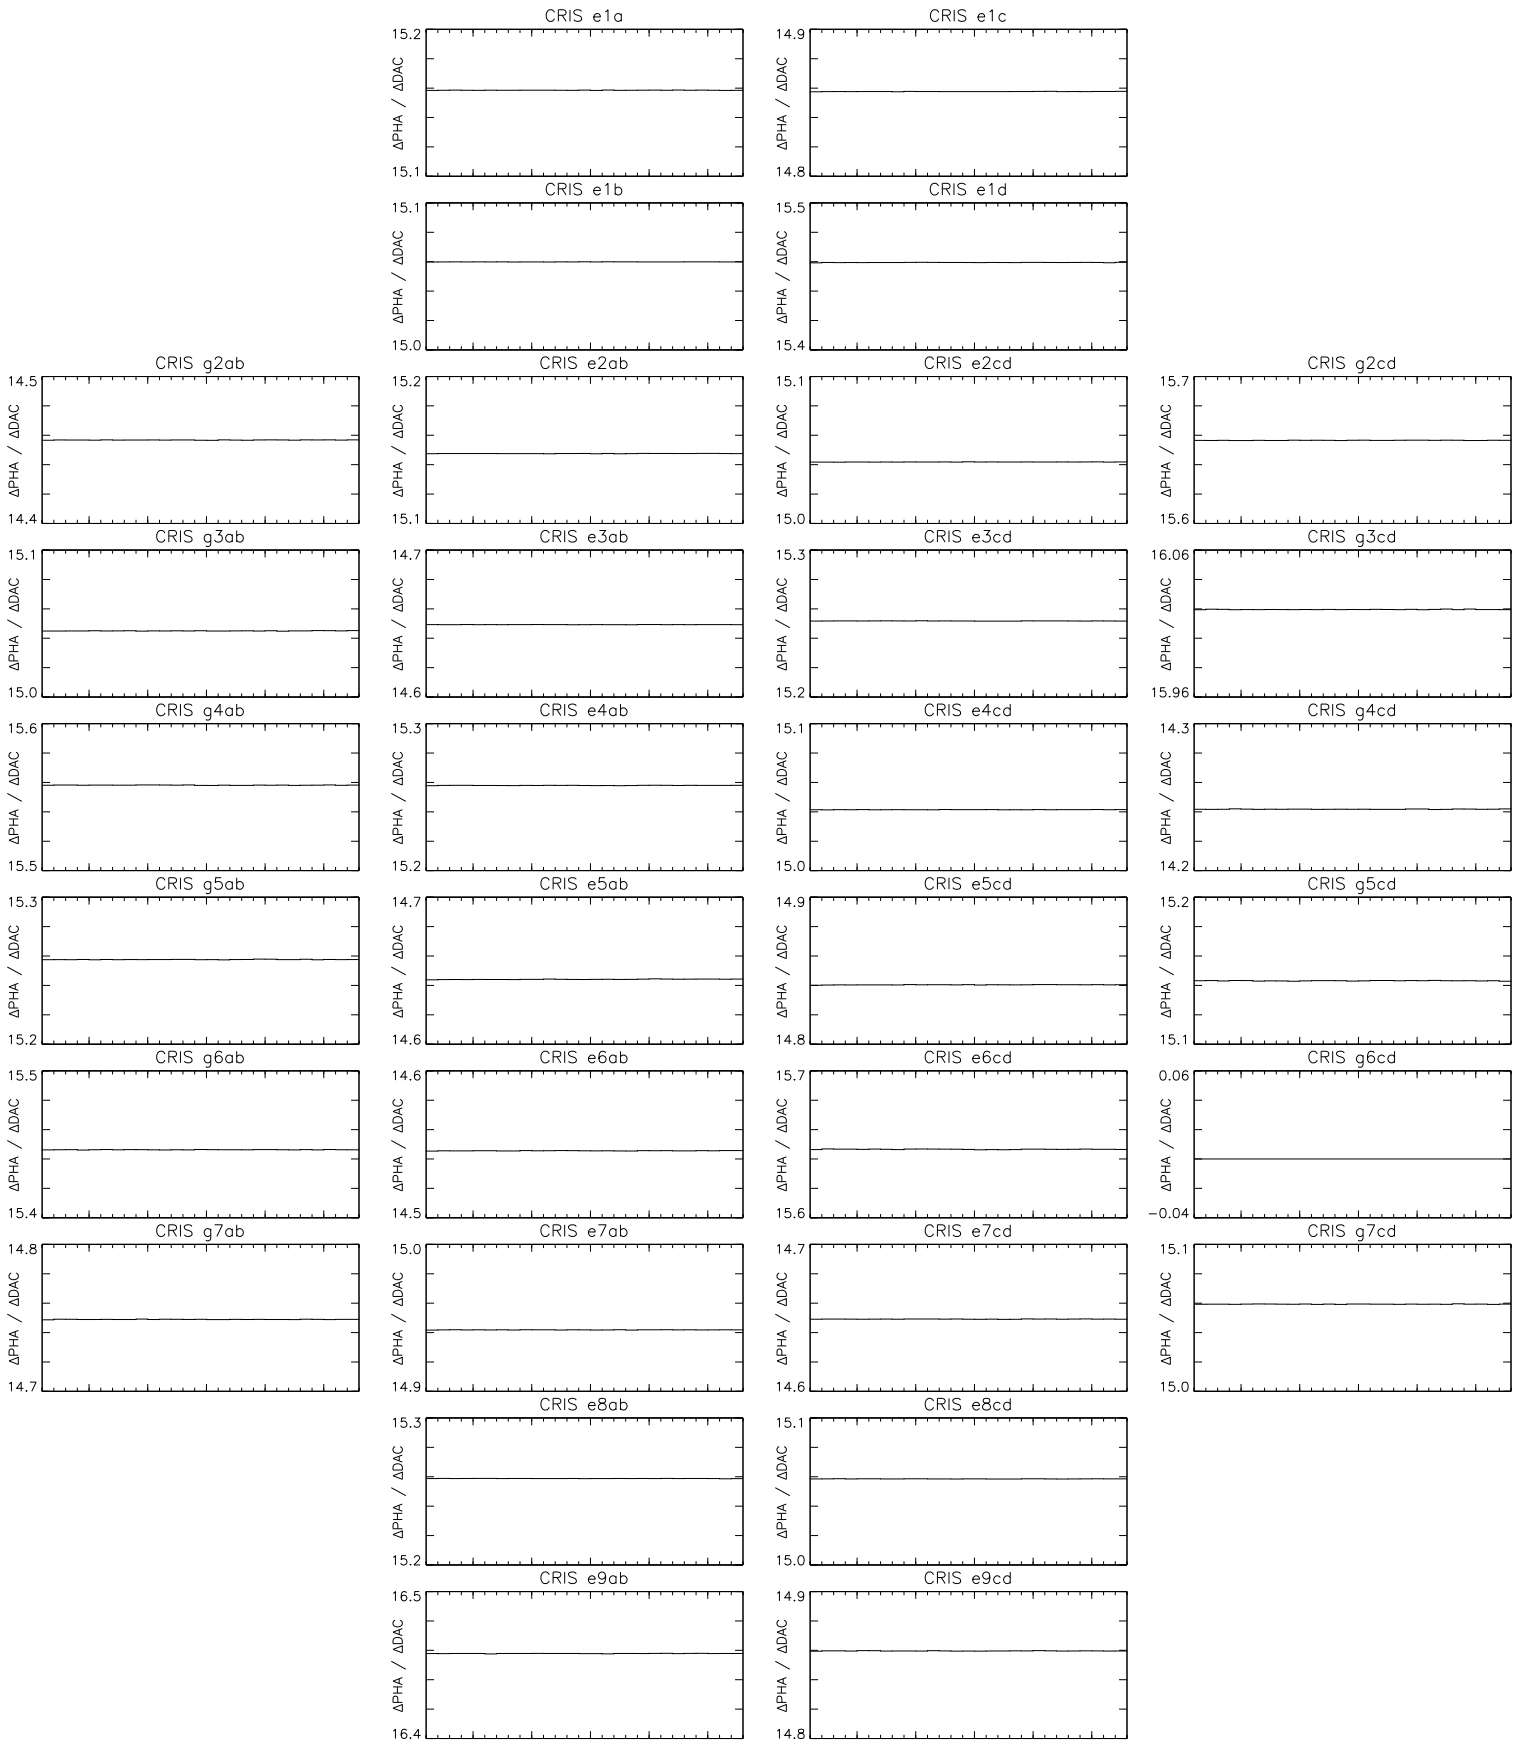 CRIS e1a
15.2
ΔPHA / ΔDAC
15.1
CRIS e1c
14.9
ΔPHA / ΔDAC
14.8
CRIS e1b
15.1
ΔPHA / ΔDAC
15.0
CRIS e1d
15.5
ΔPHA / ΔDAC
15.4
CRIS g2ab
14.5
ΔPHA / ΔDAC
14.4
CRIS e2ab
15.2
ΔPHA / ΔDAC
15.1
CRIS e2cd
15.1
ΔPHA / ΔDAC
15.0
CRIS g2cd
15.7
ΔPHA / ΔDAC
15.6
CRIS g3ab
15.1
ΔPHA / ΔDAC
15.0
CRIS e3ab
14.7
ΔPHA / ΔDAC
14.6
CRIS e3cd
15.3
ΔPHA / ΔDAC
15.2
CRIS g3cd
16.06
ΔPHA / ΔDAC
15.96
CRIS g4ab
15.6
ΔPHA / ΔDAC
15.5
CRIS e4ab
15.3
ΔPHA / ΔDAC
15.2
CRIS e4cd
15.1
ΔPHA / ΔDAC
15.0
CRIS g4cd
14.3
ΔPHA / ΔDAC
14.2
CRIS g5ab
15.3
ΔPHA / ΔDAC
15.2
CRIS e5ab
14.7
ΔPHA / ΔDAC
14.6
CRIS e5cd
14.9
ΔPHA / ΔDAC
14.8
CRIS g5cd
15.2
ΔPHA / ΔDAC
15.1
CRIS g6ab
15.5
ΔPHA / ΔDAC
15.4
CRIS e6ab
14.6
ΔPHA / ΔDAC
14.5
CRIS e6cd
15.7
ΔPHA / ΔDAC
15.6
CRIS g6cd
0.06
ΔPHA / ΔDAC
−0.04
CRIS g7ab
14.8
ΔPHA / ΔDAC
14.7
CRIS e7ab
15.0
ΔPHA / ΔDAC
14.9
CRIS e7cd
14.7
ΔPHA / ΔDAC
14.6
CRIS g7cd
15.1
ΔPHA / ΔDAC
15.0
CRIS e8ab
15.3
ΔPHA / ΔDAC
15.2
CRIS e8cd
15.1
ΔPHA / ΔDAC
15.0
CRIS e9ab
16.5
ΔPHA / ΔDAC
16.4
CRIS e9cd
14.9
ΔPHA / ΔDAC
14.8